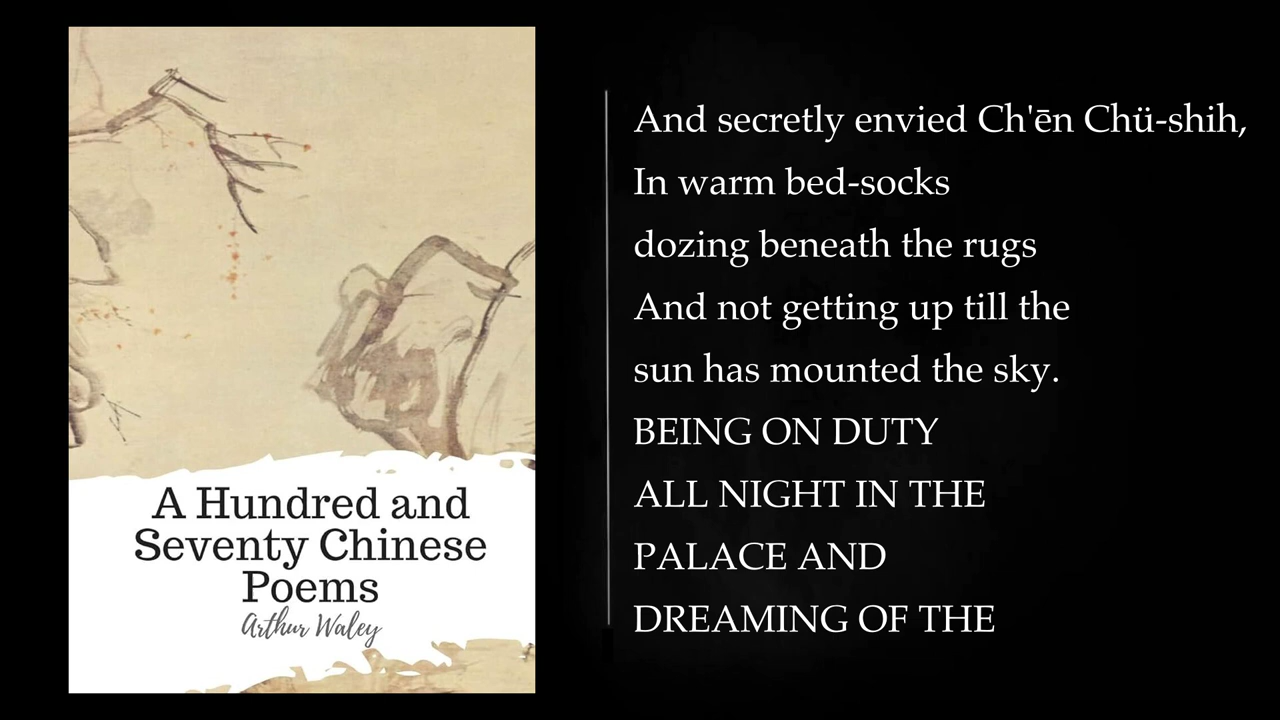 A Hundred and
Seventy Chinese
Poems
Arthur Waley
And secretly envied Ch'ēn Chü-shih,
In warm bed-socks
dozing beneath the rugs
And not getting up till the
sun has mounted the sky.
BEING ON DUTY
ALL NIGHT IN THE
PALACE AND
DREAMING OF THE